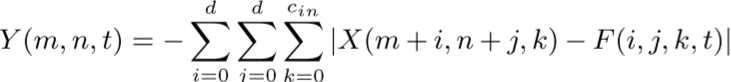 Y(m, n, t) = -\sum_{i=0}^{d} \sum_{j=0}^{d} \sum_{k=0}^{c_{in}} |X(m + i, n + j, k) - F(i, j, k, t)|